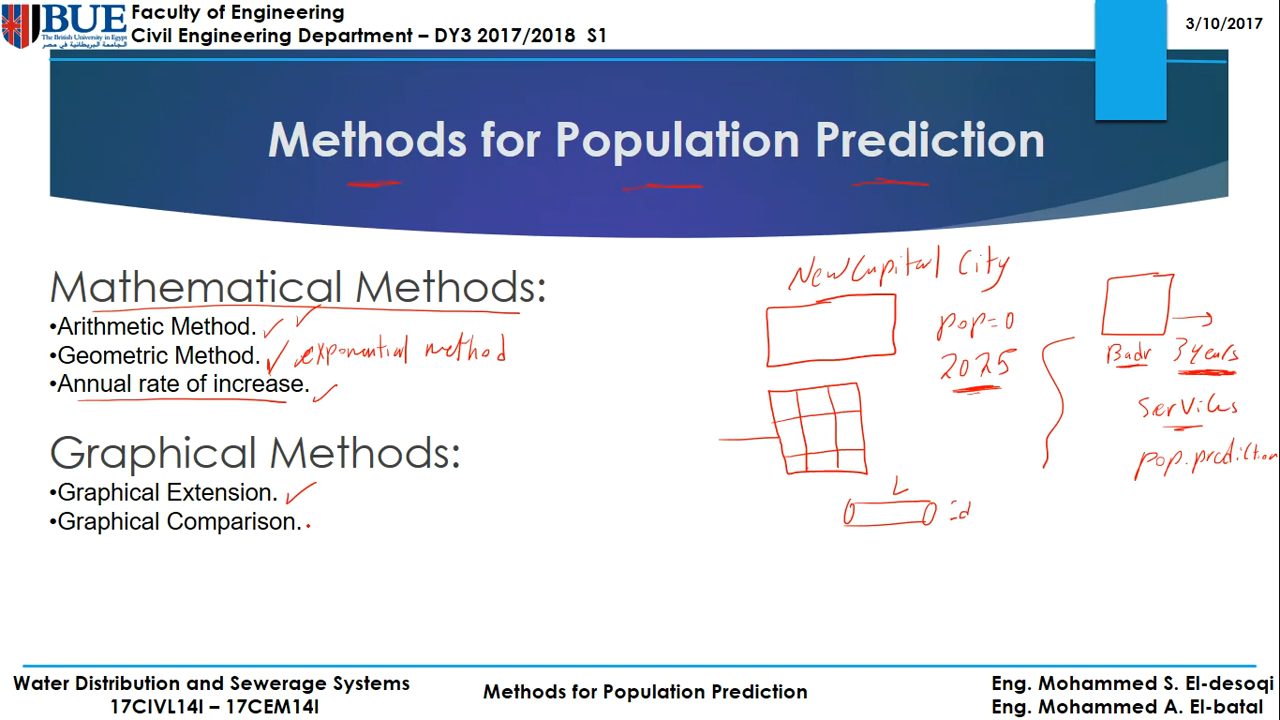 BUE
The British University in Egypt
الجامعة البريطانية في مصر
Faculty of Engineering
Civil Engineering Department – DY3 2017/2018 S1
3/10/2017
Methods for Population Prediction
Mathematical Methods:
•Arithmetic Method.
•Geometric Method. exponential method
•Annual rate of increase.
Graphical Methods:
•Graphical Extension.
•Graphical Comparison.
New Capital City
pop=0
2025
Badr 3 years
Services
pop. prediction
L
=d
Water Distribution and Sewerage Systems
17CIVL14I – 17CEM14I
Methods for Population Prediction
Eng. Mohammed S. El-desoqi
Eng. Mohammed A. El-batal